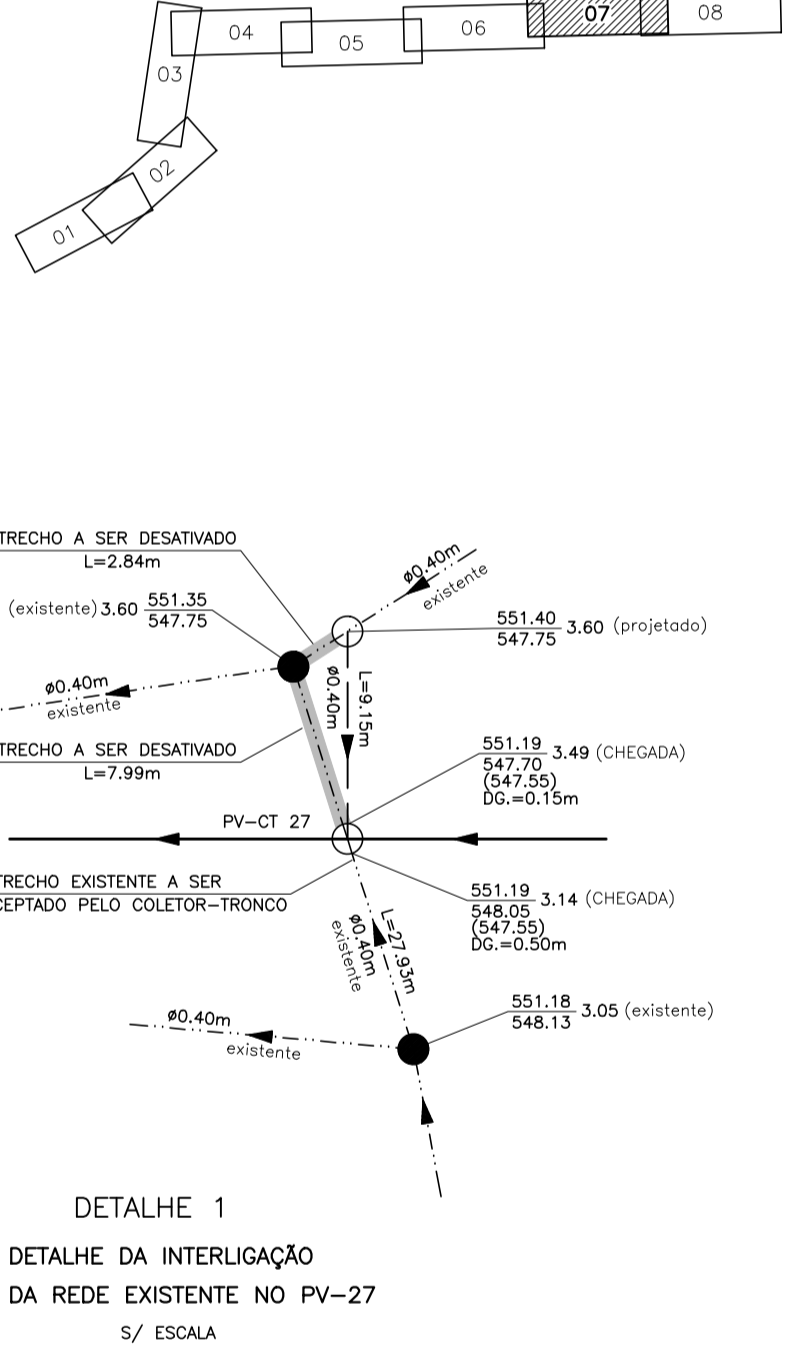 04
05
06
07
08
03
02
01
TRECHO A SER DESATIVADO
L=2.84m
ø0.40m
existente
(existente) 3.60 551.35
547.75
551.40
547.75 3.60 (projetado)
ø0.40m
existente
ø0.40m
L=9.15m
TRECHO A SER DESATIVADO
L=7.99m
551.19
547.70 3.49 (CHEGADA)
(547.55)
DG.=0.15m
PV-CT 27
TRECHO EXISTENTE A SER
CEPTADO PELO COLETOR-TRONCO
551.19
548.05 3.14 (CHEGADA)
(547.55)
DG.=0.50m
L=27.93m
ø0.40m
existente
551.18
548.13 3.05 (existente)
ø0.40m
existente
DETALHE 1
DETALHE DA INTERLIGAÇÃO
DA REDE EXISTENTE NO PV-27
S/ ESCALA